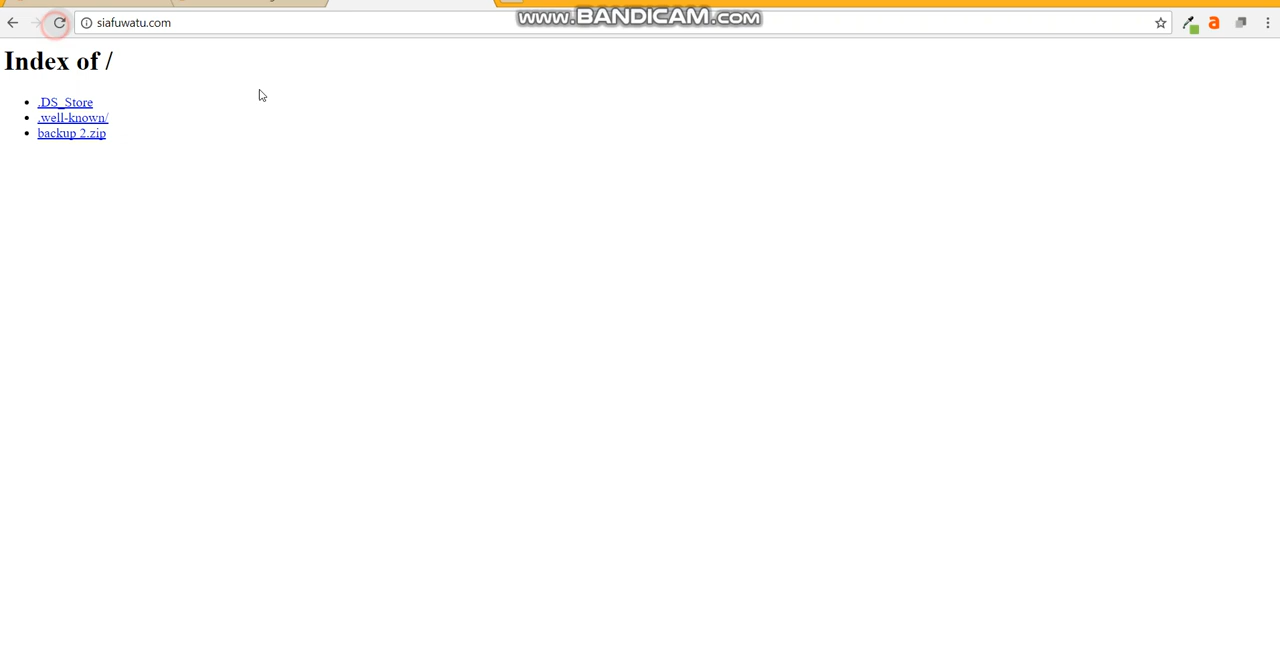 www.BANDICAM.com
siafuwatu.com
Index of /
.DS_Store
.well-known/
backup 2.zip